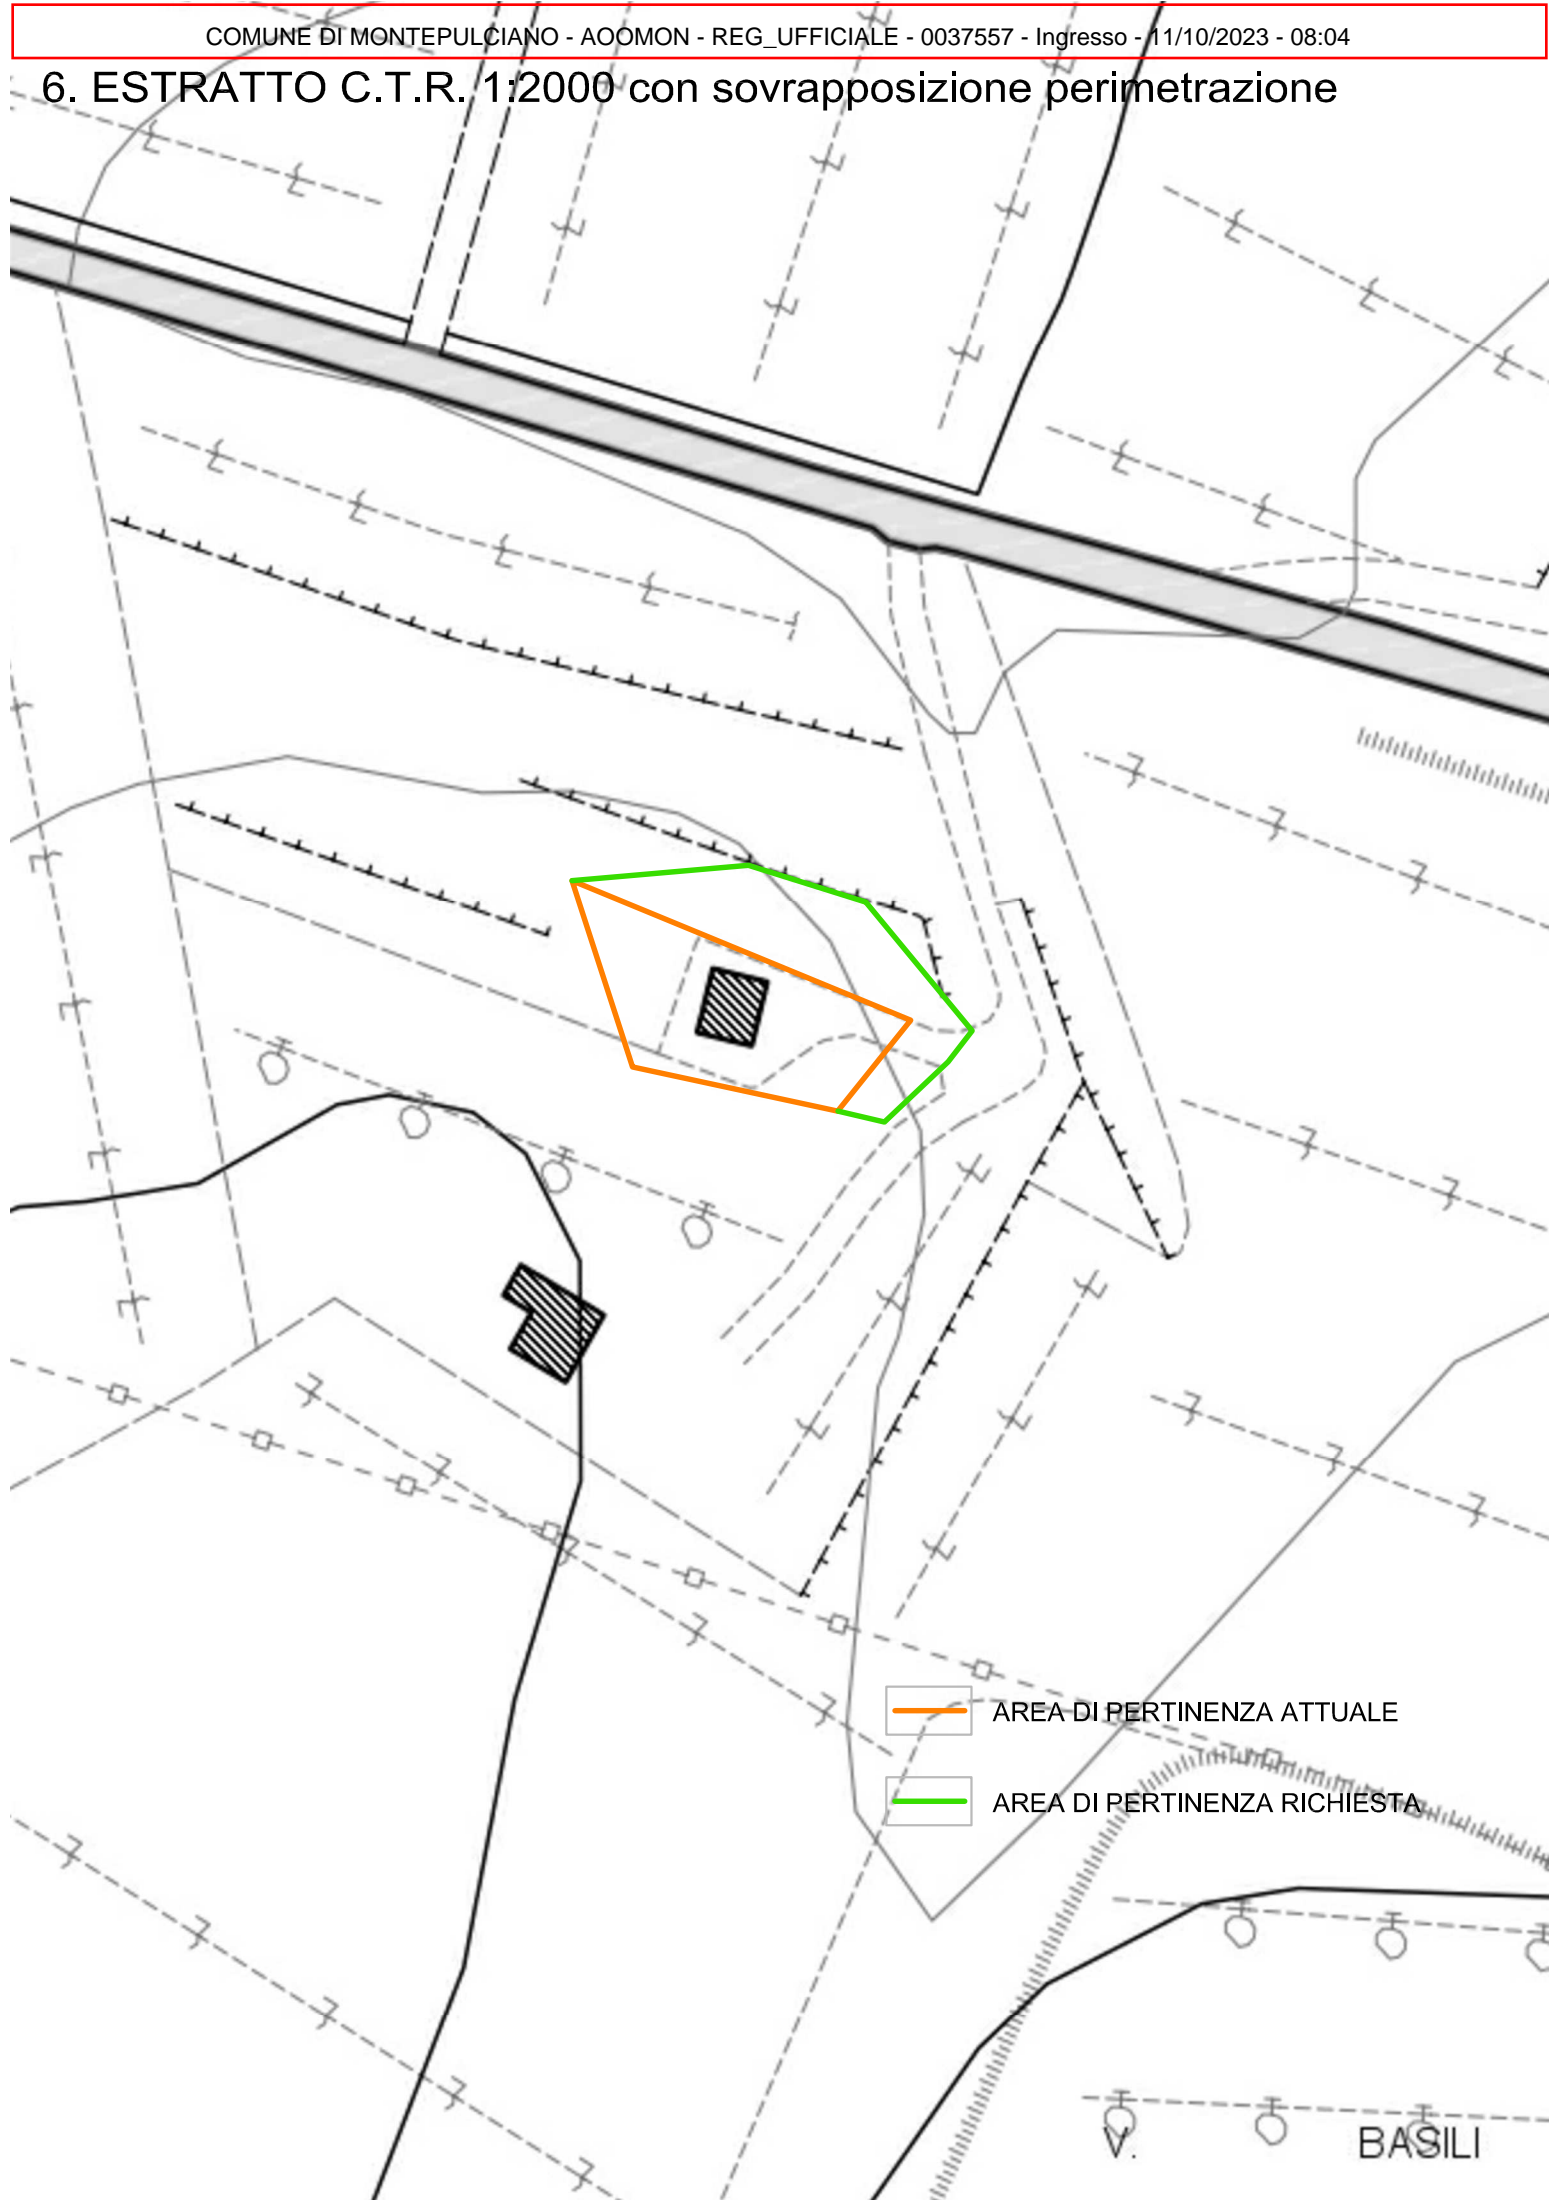 COMUNE DI MONTEPULCIANO - AOOMON - REG_UFFICIALE - 0037557 - Ingresso - 11/10/2023 - 08:04
6. ESTRATTO C.T.R. 1:2000 con sovrapposizione perimetrazione
AREA DI PERTINENZA ATTUALE
AREA DI PERTINENZA RICHIESTA
V. BASILI